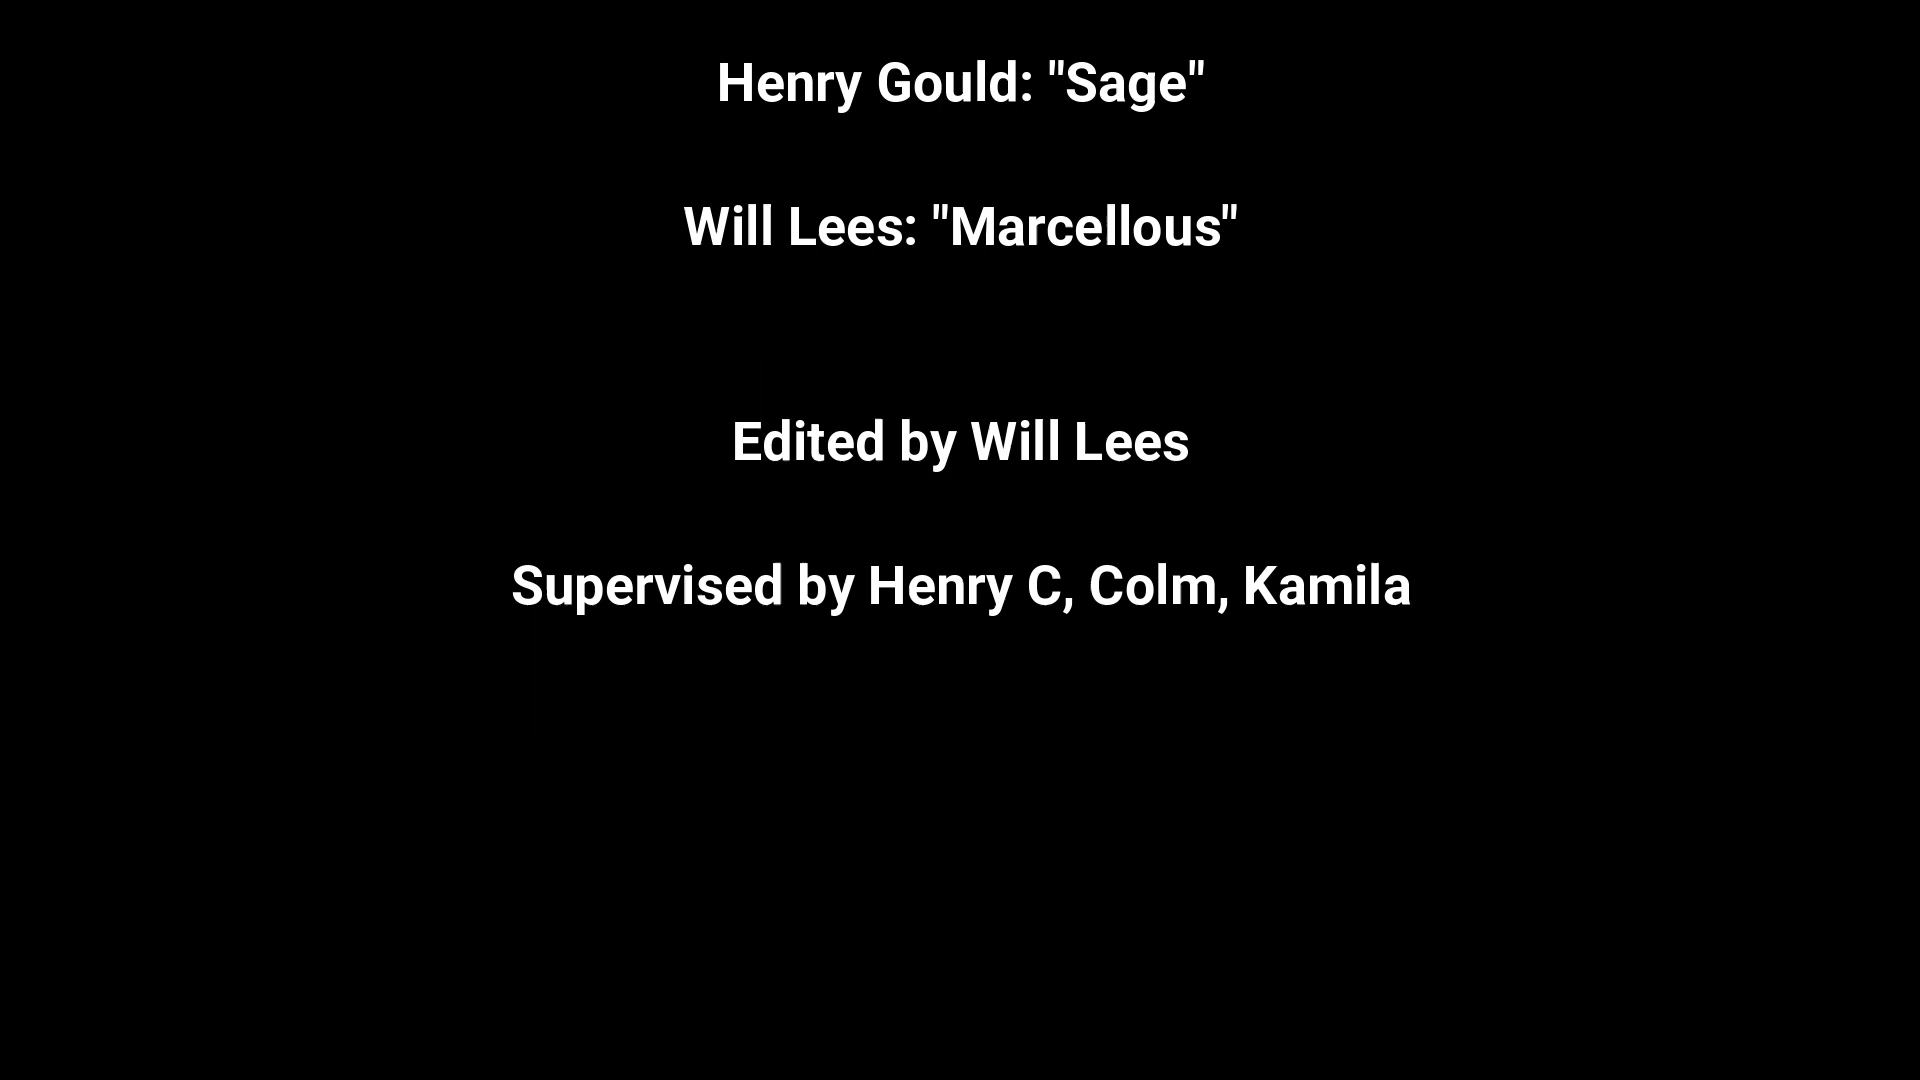 Henry Gould: "Sage"
Will Lees: "Marcellous"
Edited by Will Lees
Supervised by Henry C, Colm, Kamila